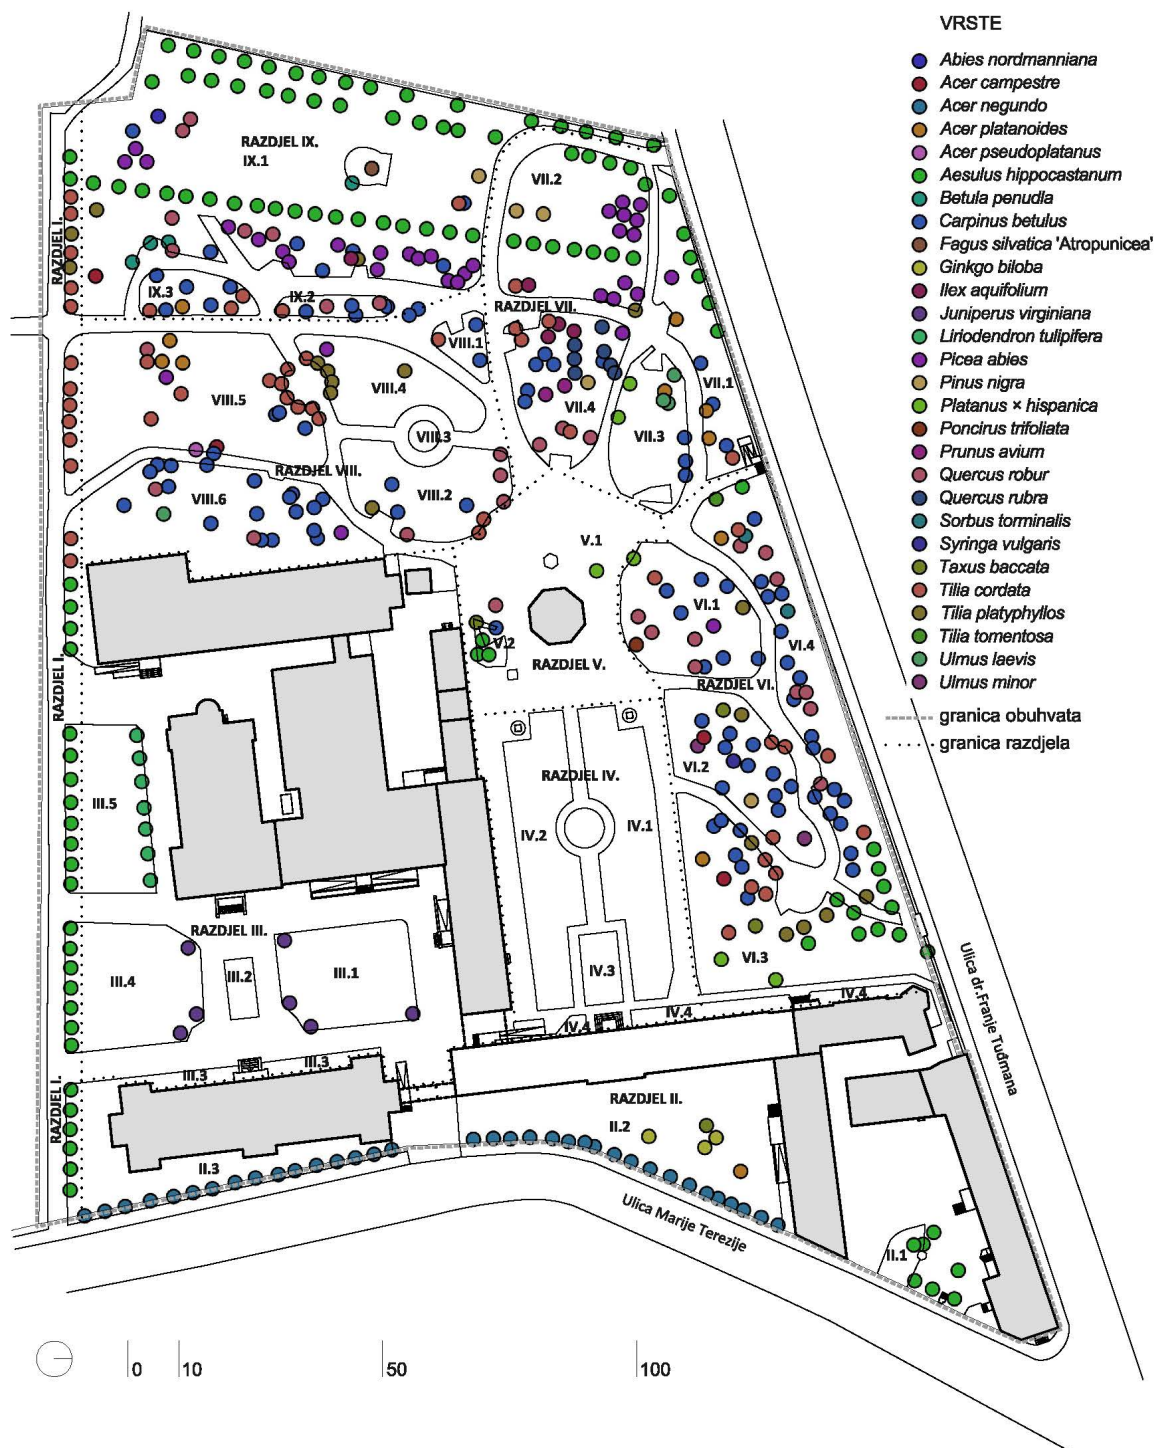 VRSTE
Abies nordmanniana
Acer campestre
Acer negundo
Acer platanoides
Acer pseudoplatanus
Aesulus hippocastanum
Betula penudla
Carpinus betulus
Fagus silvatica 'Atropunicea'
Ginkgo biloba
Ilex aquifolium
Juniperus virginiana
Liriodendron tulipifera
Picea abies
Pinus nigra
Platanus × hispanica
Poncirus trifoliata
Prunus avium
Quercus robur
Quercus rubra
Sorbus torminalis
Syringa vulgaris
Taxus baccata
Tilia cordata
Tilia platyphyllos
Tilia tomentosa
Ulmus laevis
Ulmus minor
granica obuhvata
granica razdjela
RAZDJEL IX.
IX.1
VII.2
RAZDJEL I.
IX.3
IX.2
RAZDJEL VII.
VIII.1
VIII.4
VII.1
VIII.5
VII.4
VIII.3
VII.3
RAZDJEL VIII.
VIII.6
VIII.2
V.1
VI.1
V.2
VI.4
RAZDJEL V.
RAZDJEL I.
RAZDJEL VI.
VI.2
RAZDJEL IV.
III.5
IV.2
IV.1
RAZDJEL III.
VI.3
III.4
III.2
III.1
IV.3
IV.4
IV.4
IV.4
Ulica dr.Franje Tuđmana
III.3
III.3
RAZDJEL I.
RAZDJEL II.
II.2
II.3
Ulica Marije Terezije
II.1
0
10
50
100